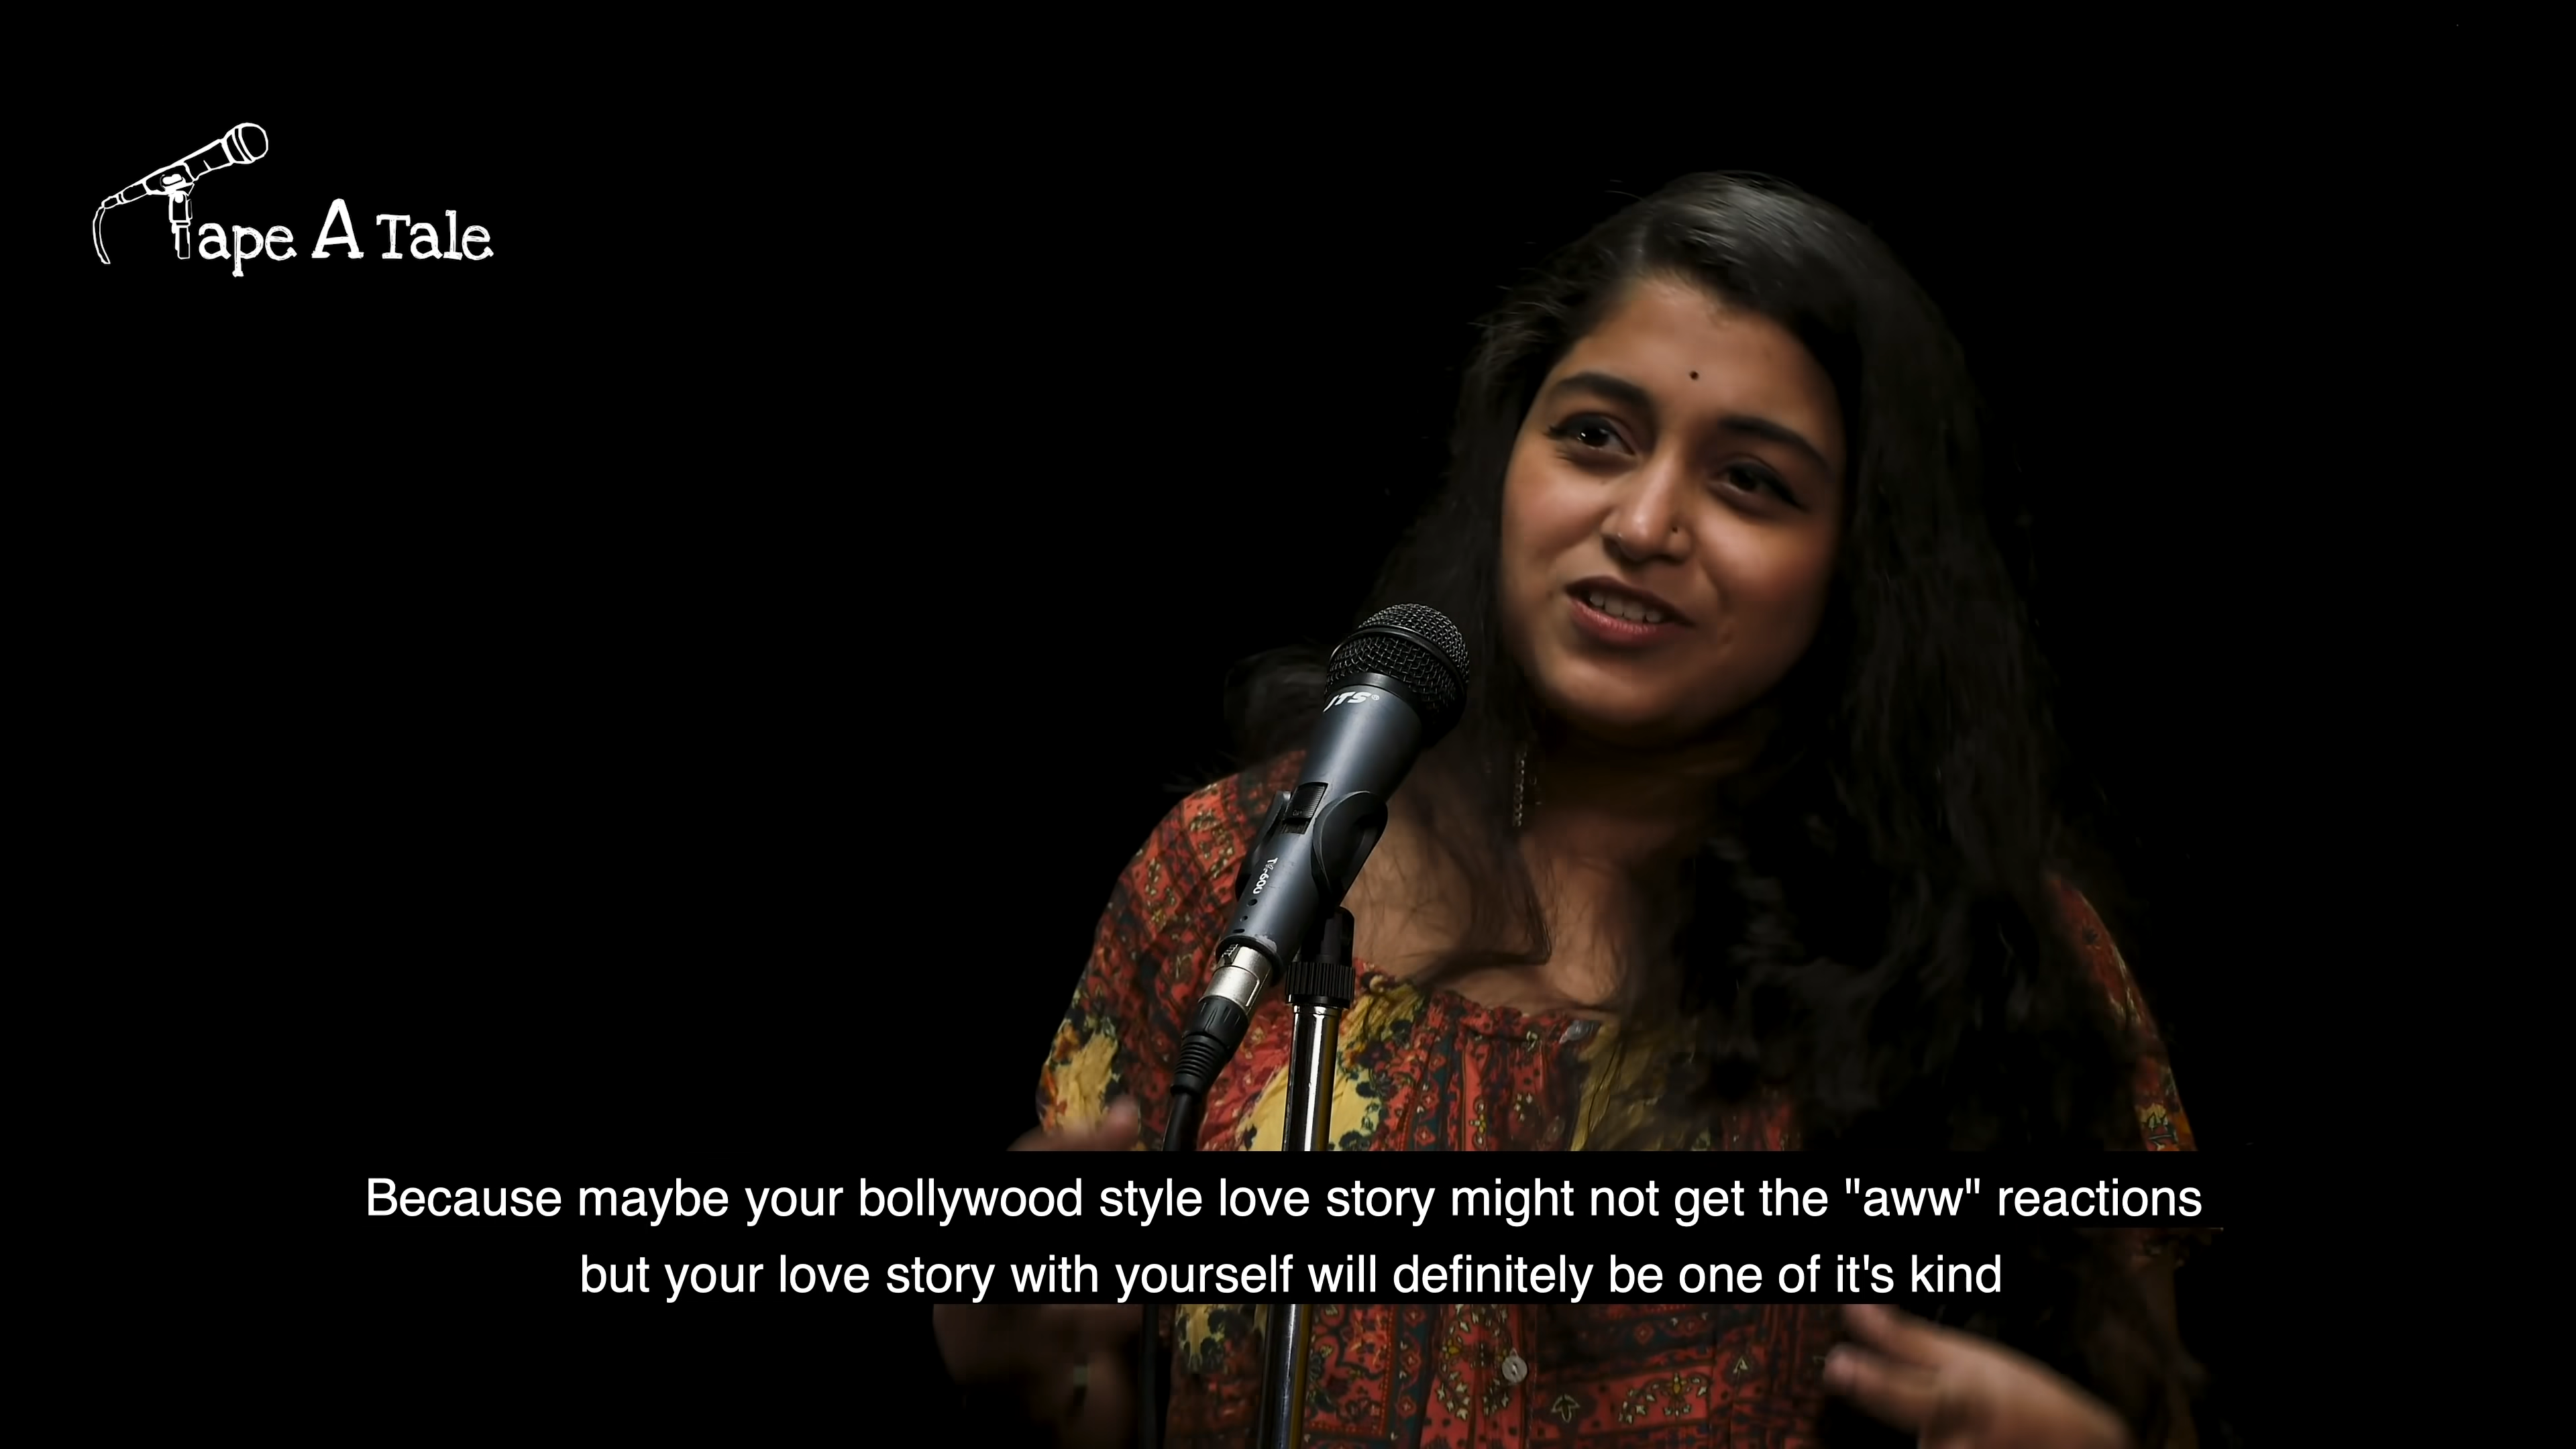 Tape A Tale
JTS
Because maybe your bollywood style love story might not get the "aww" reactions
but your love story with yourself will definitely be one of it's kind